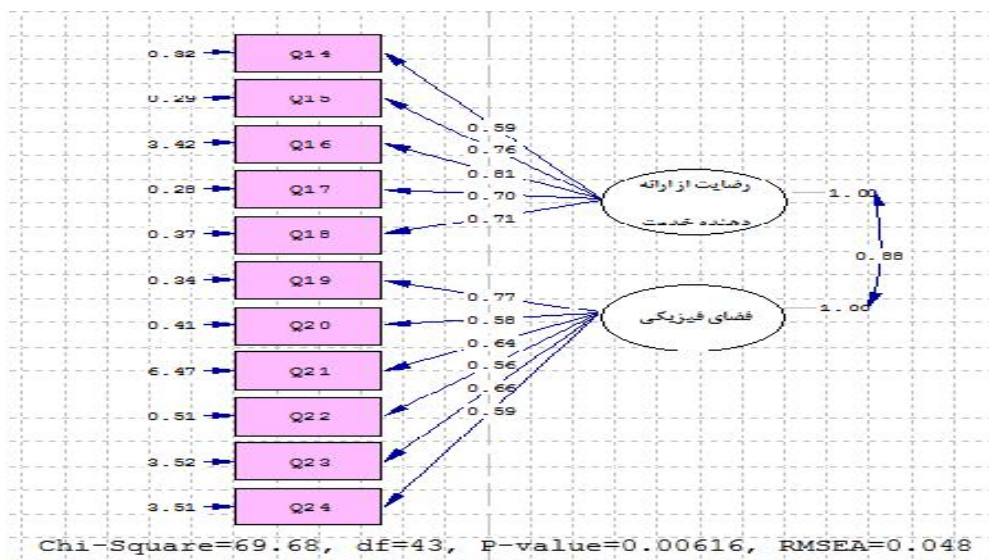 0.32 Q14
0.29 Q15
3.42 Q16
0.28 Q17
0.37 Q18
0.34 Q19
0.41 Q20
6.47 Q21
0.51 Q22
3.52 Q23
3.51 Q24
0.59
0.76
0.81
0.70
0.71
0.77
0.58
0.64
0.56
0.66
0.59
رضایت از ارائه
دهنده خدمت
فضای فیزیکی
1.00
0.88
1.00
Chi-Square=69.68, df=43, P-value=0.00616, RMSEA=0.048